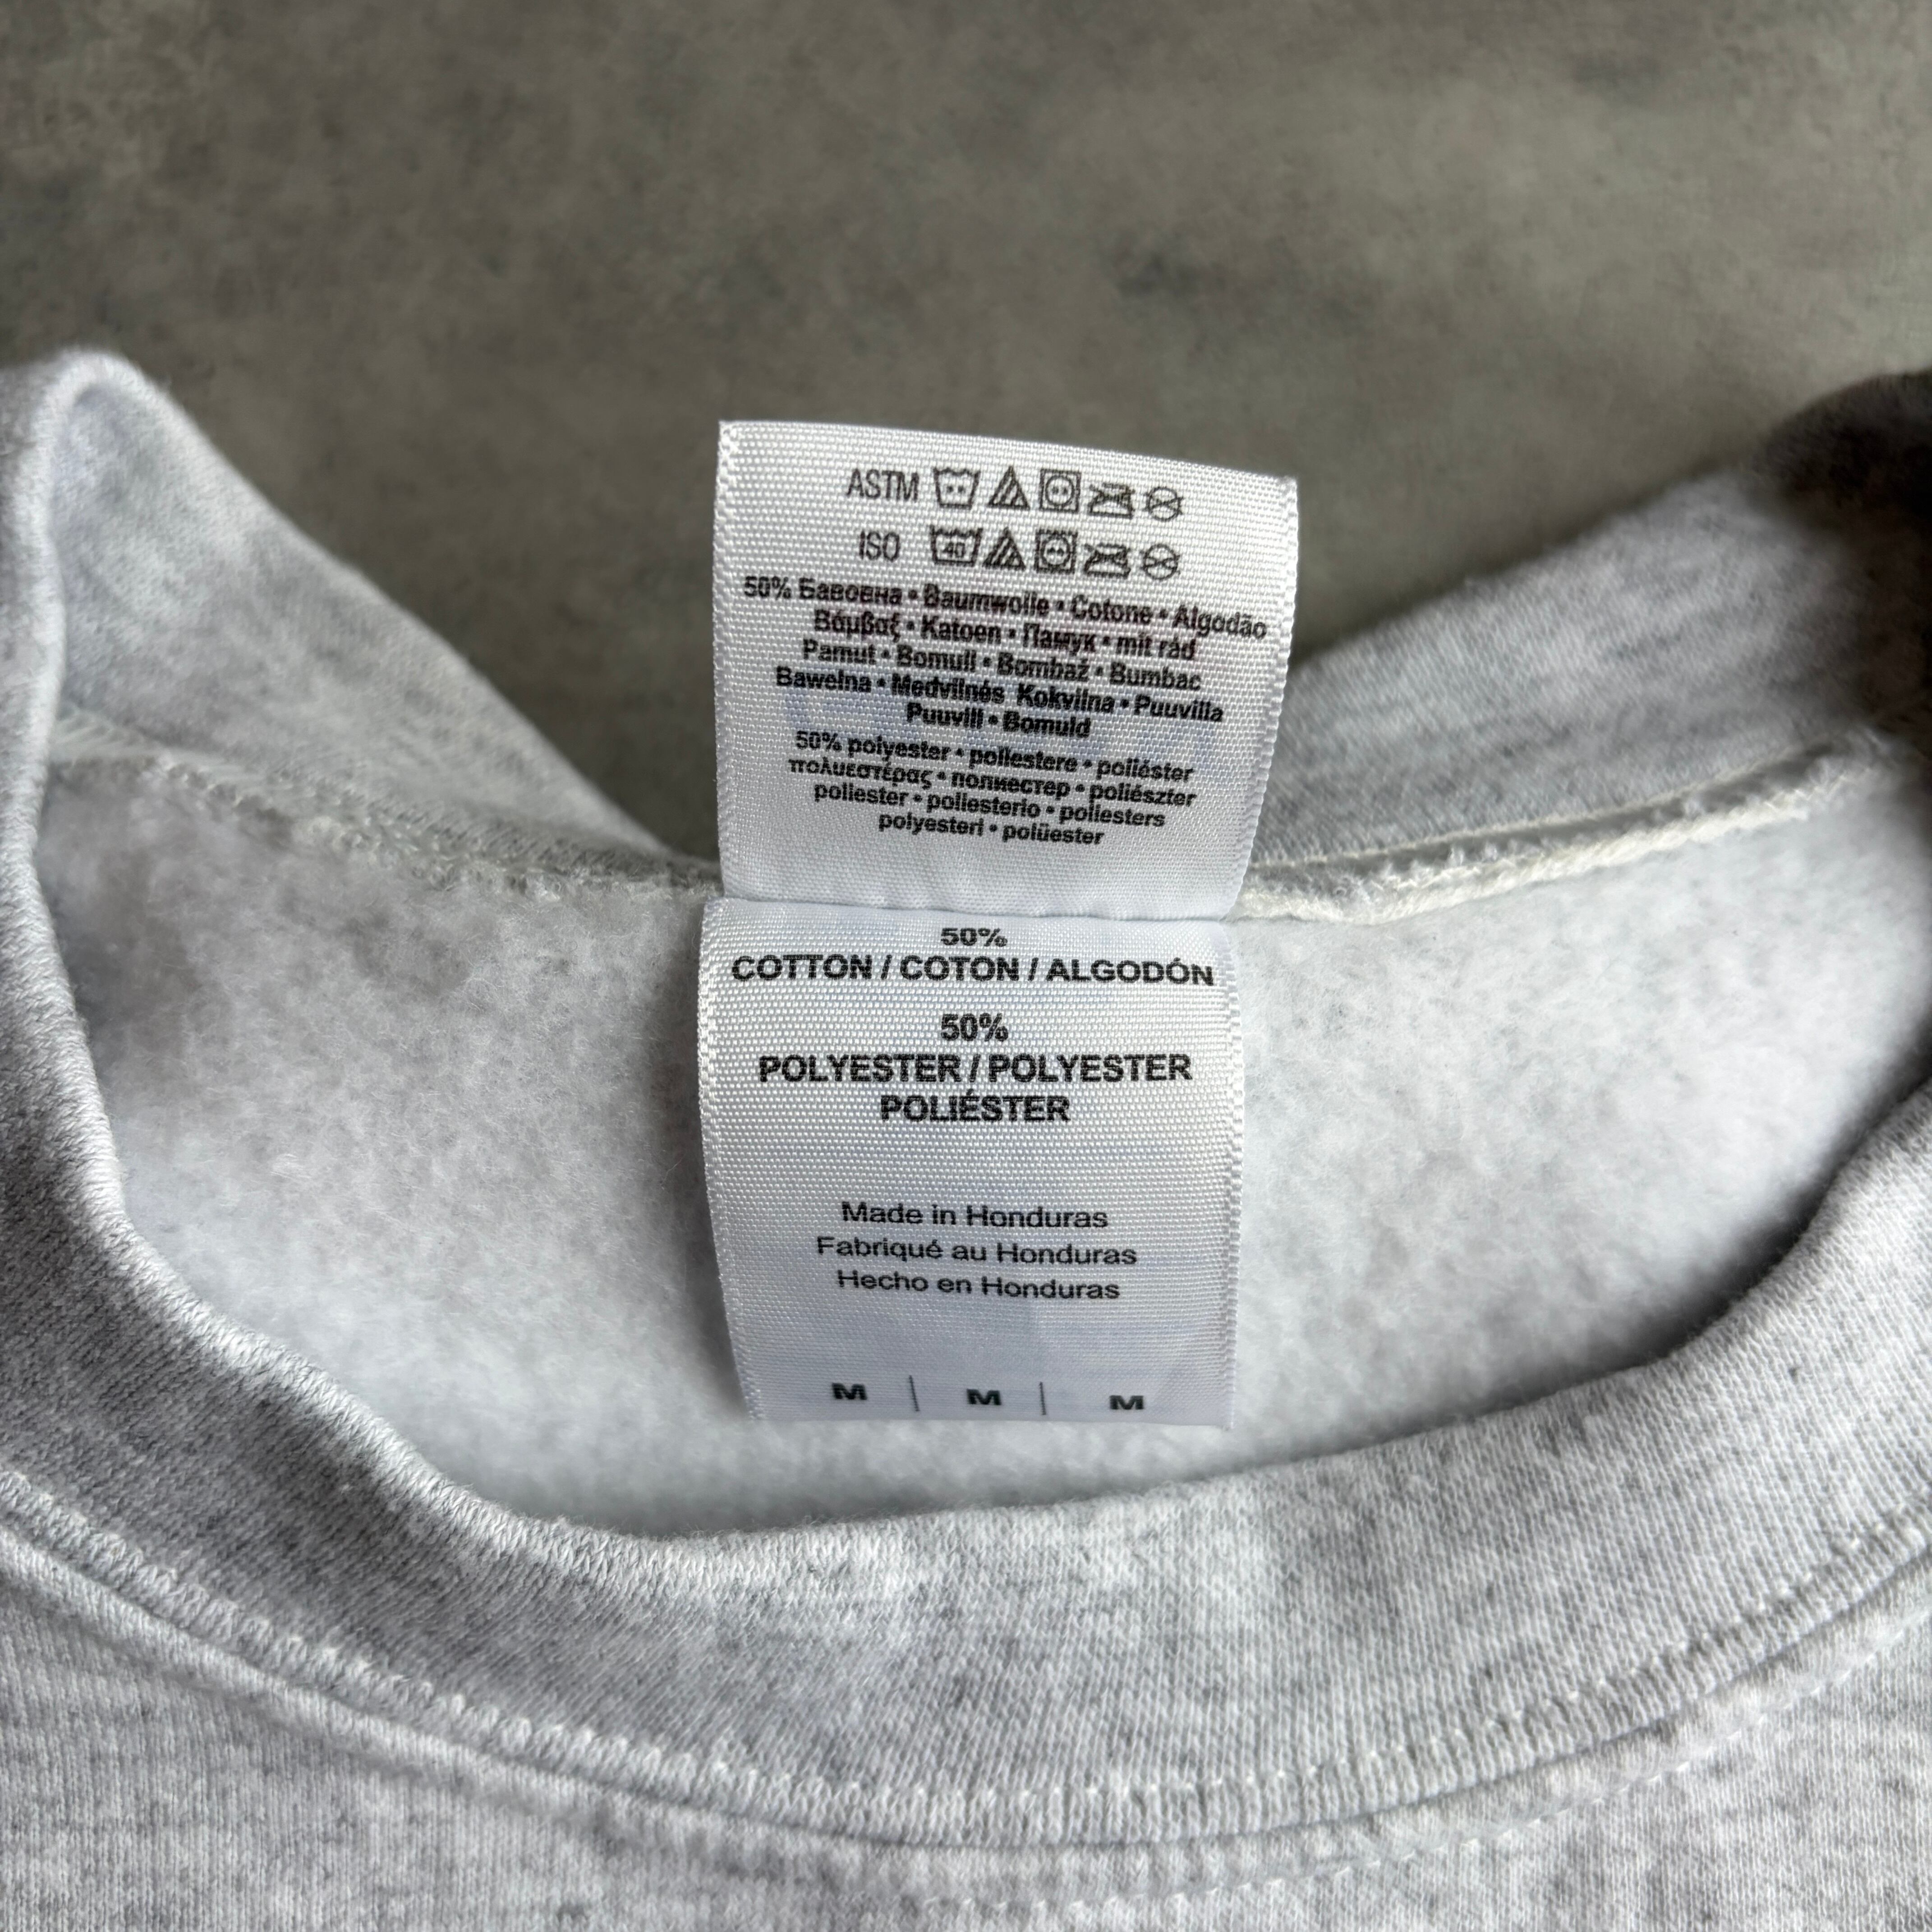 ASTM
ISO 40
50% Бавовна • Baumwolle • Cotone • Algodão
Βάμβαξ • Katoen • Памук • mit rád
Pamut • Bomull • Bombaž • Bumbac
Bawełna • Medvilnės Kokvilna • Puuvilla
Puuvill • Bomuld
50% polyester • poliestere • poliéster
πολυεστέρας • полиестер • poliészter
poliester • poliesterio • poliesters
polyesteri • polüester
50%
COTTON / COTON / ALGODÓN
50%
POLYESTER / POLYESTER
POLIÉSTER
Made in Honduras
Fabriqué au Honduras
Hecho en Honduras
M | M | M